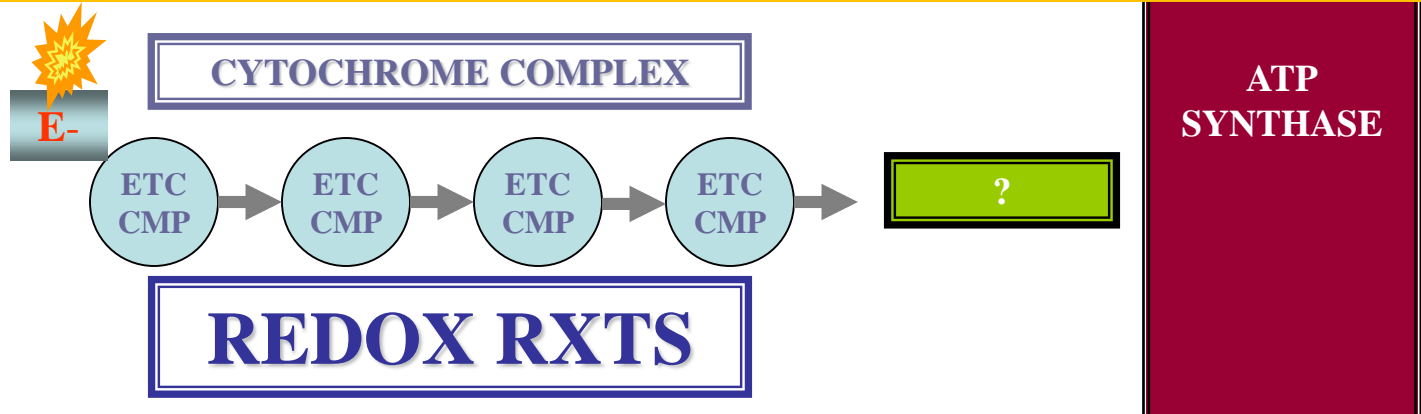 CYTOCHROME COMPLEX
ATP
SYNTHASE
E-
ETC
CMP
ETC
CMP
ETC
CMP
ETC
CMP
?
REDOX RXTS